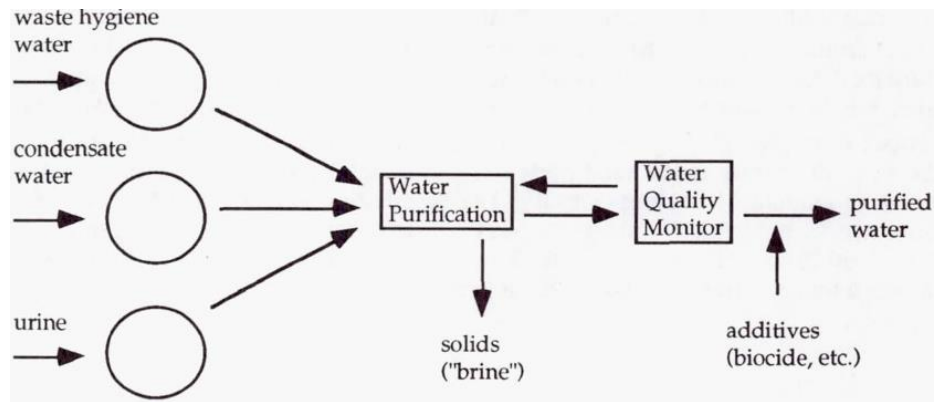 waste hygiene
water
condensate
water
urine
Water
Purification
solids
("brine")
Water
Quality
Monitor
purified
water
additives
(biocide, etc.)